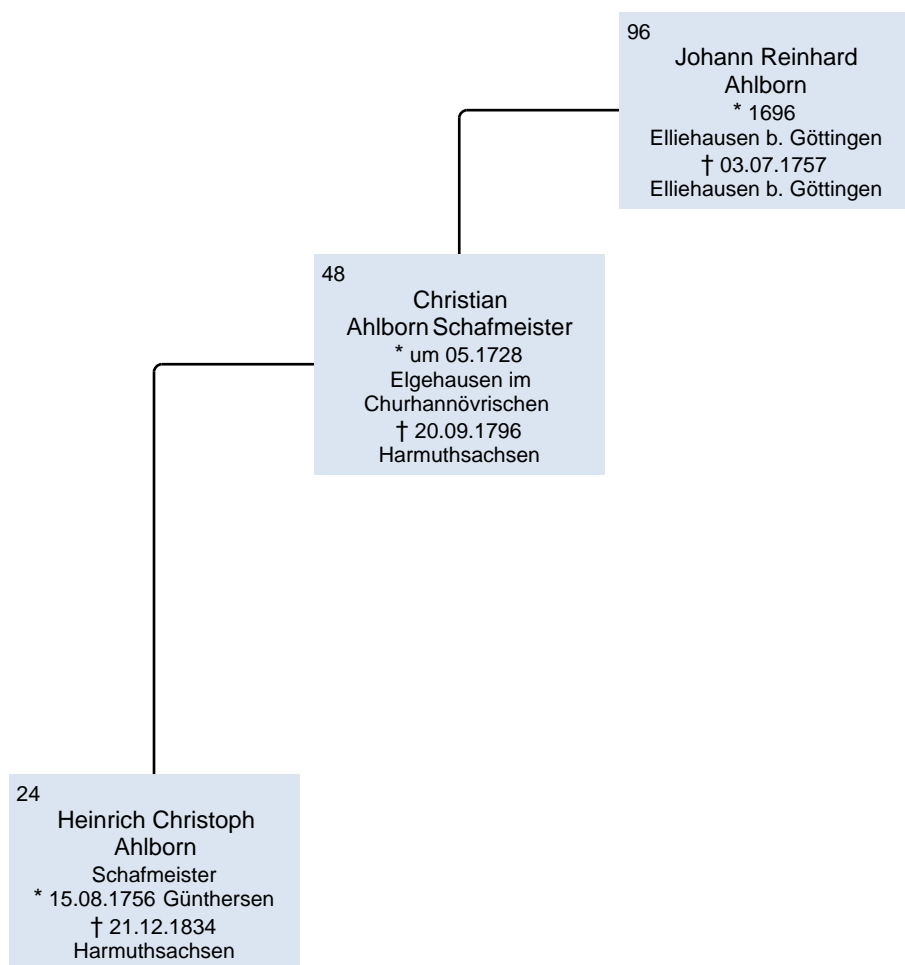 96
Johann Reinhard
Ahlborn
* 1696
Elliehausen b. Göttingen
† 03.07.1757
Elliehausen b. Göttingen
48
Christian
Ahlborn Schafmeister
* um 05.1728
Elgehausen im
Churhannövrischen
† 20.09.1796
Harmuthsachsen
24
Heinrich Christoph
Ahlborn
Schafmeister
* 15.08.1756 Günthersen
† 21.12.1834
Harmuthsachsen